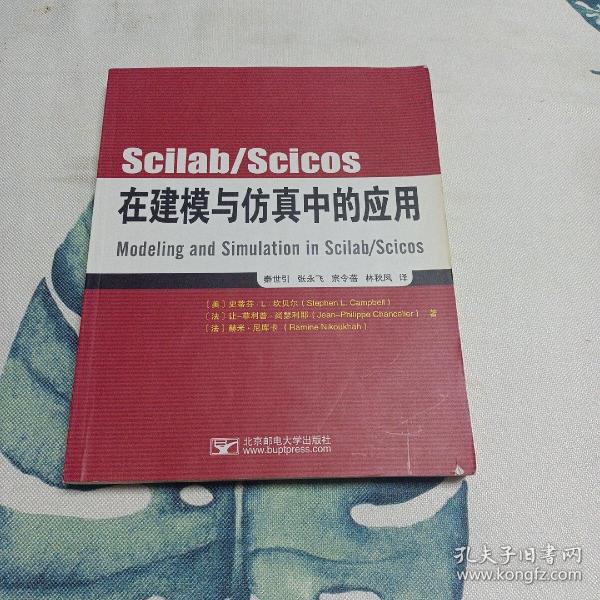 Scilab/Scicos
在建模与仿真中的应用
Modeling and Simulation in Scilab/Scicos
秦世引 张永飞 宗令蓓 林秋凤 译
〔美〕史蒂芬·L·坎贝尔（Stephen L. Campbell）
〔法〕让-菲利普·尚瑟利耶（Jean-Philippe Chancelier）著
〔法〕赫米·尼库卡（Ramine Nikoukhah）
北京邮电大学出版社
www.buptpress.com
孔夫子旧书网
www.kongfz.com